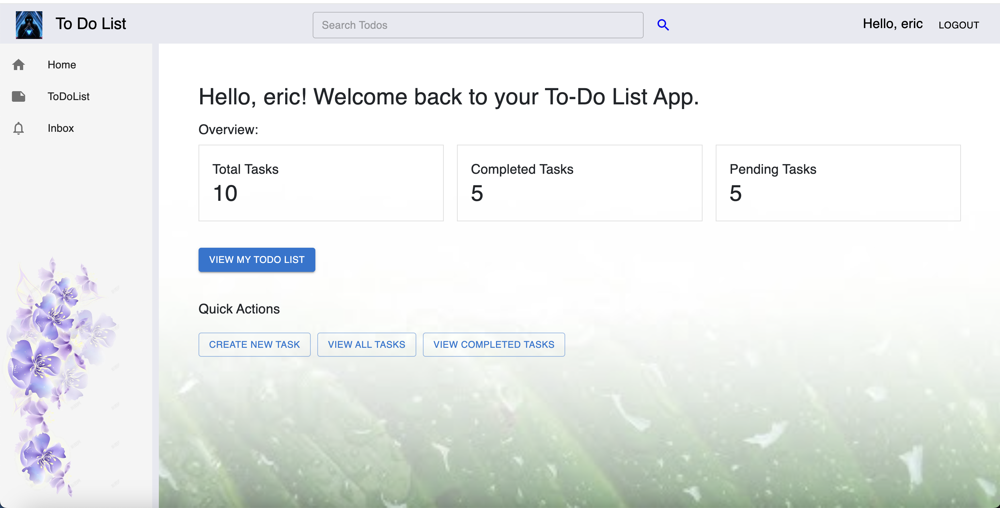 To Do List
Search Todos
Hello, eric
LOGOUT
Home
ToDoList
Inbox
Hello, eric! Welcome back to your To-Do List App.
Overview:
Total Tasks
10
Completed Tasks
5
Pending Tasks
5
VIEW MY TODO LIST
Quick Actions
CREATE NEW TASK
VIEW ALL TASKS
VIEW COMPLETED TASKS